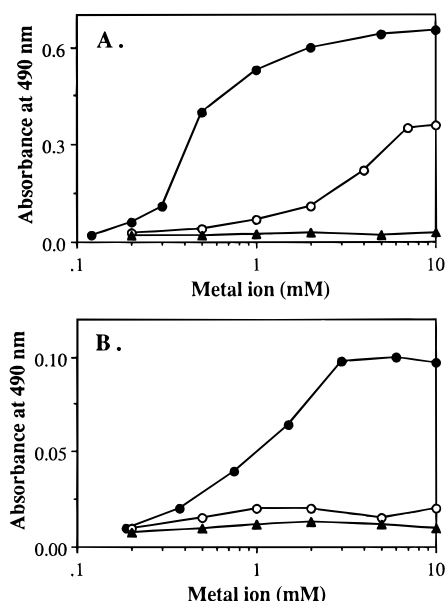 A.
Absorbance at 490 nm
0.6
0.3
0.0
.1
1
10
Metal ion (mM)
B.
Absorbance at 490 nm
0.10
0.05
0.00
.1
1
10
Metal ion (mM)